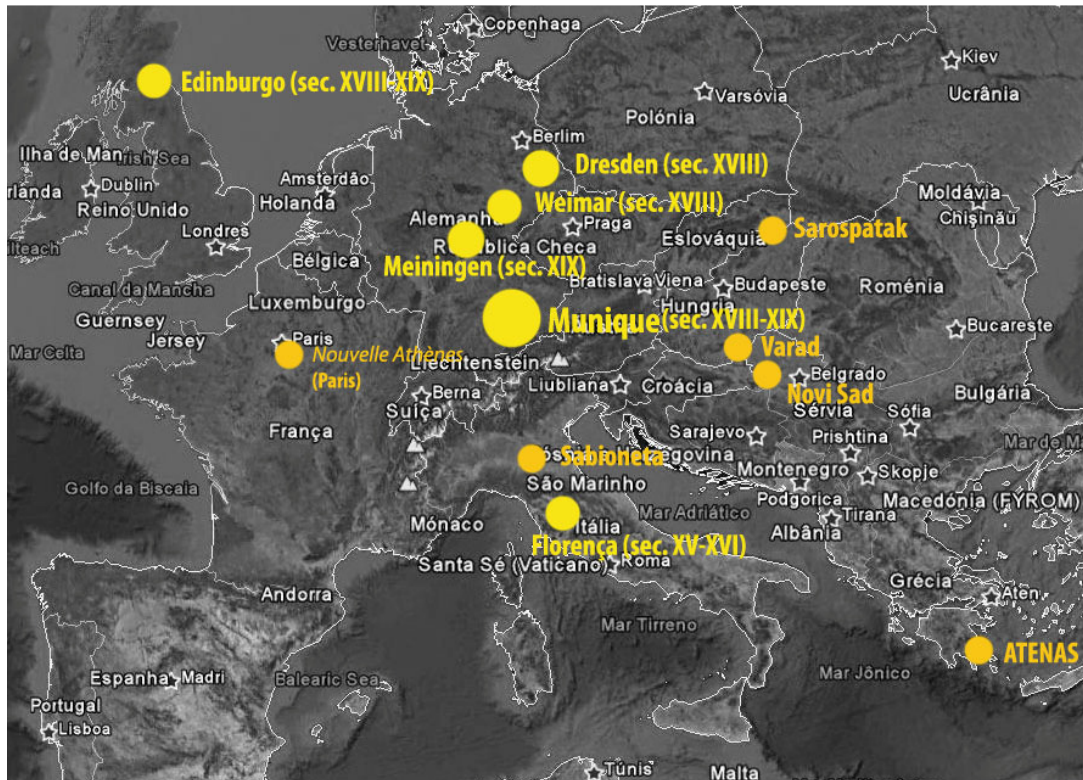 Copenhaga
Vesterhavet
Kiev
Ucrânia
Edinburgo (sec. XVIII-XIX)
Varsóvia
Polónia
Berlim
Ilha de Man
Irish Sea
Dresden (sec. XVIII)
Dublin
Amsterdão
Moldávia
Reino Unido
Holanda
Weimar (sec. XVIII)
Chişinău
Alemanha
Praga
Sarospatak
Londres
República Checa
Eslováquia
Bélgica
Meiningen (sec. XIX)
Canal da Mancha
Bratislava
Viena
Budapeste
Roménia
Luxemburgo
Hungria
Guernsey
Munique (sec. XVIII-XIX)
Jersey
Paris
Bucareste
Mar Celta
Nouvelle Athènes
Varad
(Paris)
Liechtenstein
Liubliana
Croácia
Belgrado
Berna
Novi Sad
Bulgária
Suíça
Sérvia
Sófia
França
Sarajevo
Prishtina
Sabioneta
Montenegro
Skopje
Golfo da Biscaia
São Marinho
Podgorica
Macedónia (FYROM)
Mónaco
Mar Adriático
Tirana
Itália
Albânia
Florença (sec. XV-XVI)
Santa Sé (Vaticano)
Roma
Grécia
Andorra
Aten
Mar Tirreno
ATENAS
Espanha
Madri
Balearic Sea
Mar Jônico
Portugal
Lisboa
Túnis
Malta